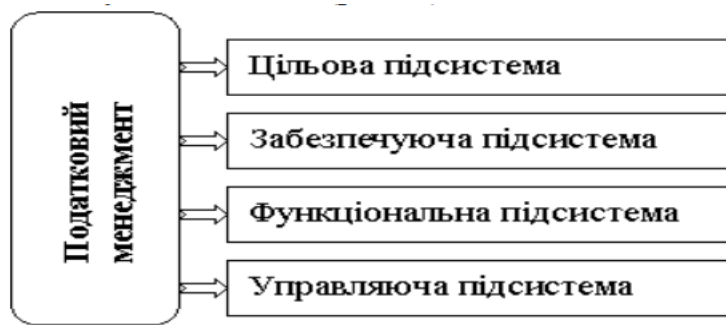 Податковий
менеджмент
Цільова підсистема
Забезпечуюча підсистема
Функціональна підсистема
Управляюча підсистема